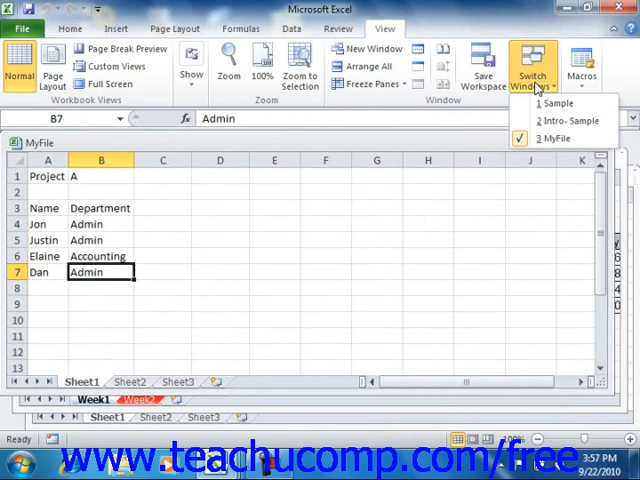 Microsoft Excel
File Home Insert Page Layout Formulas Data Review View
Normal
Page Layout
Page Break Preview
Custom Views
Full Screen
Workbook Views
Show
Zoom
100%
Zoom to Selection
Zoom
New Window
Arrange All
Freeze Panes
Save Workspace
Switch Windows
Macros
Window
1 Sample
2 Intro- Sample
3 MyFile
B7 fx Admin
MyFile
A B C D E F G H I J K
1 Project A
2
3 Name Department
4 Jon Admin
5 Justin Admin
6 Elaine Accounting
7 Dan Admin
8
9
10
11
12
13
Sheet1 Sheet2 Sheet3
Week1 Week2
Sheet1 Sheet2 Sheet3
Ready 100%
www.teachucomp.com/free
3:57 PM
9/22/2010